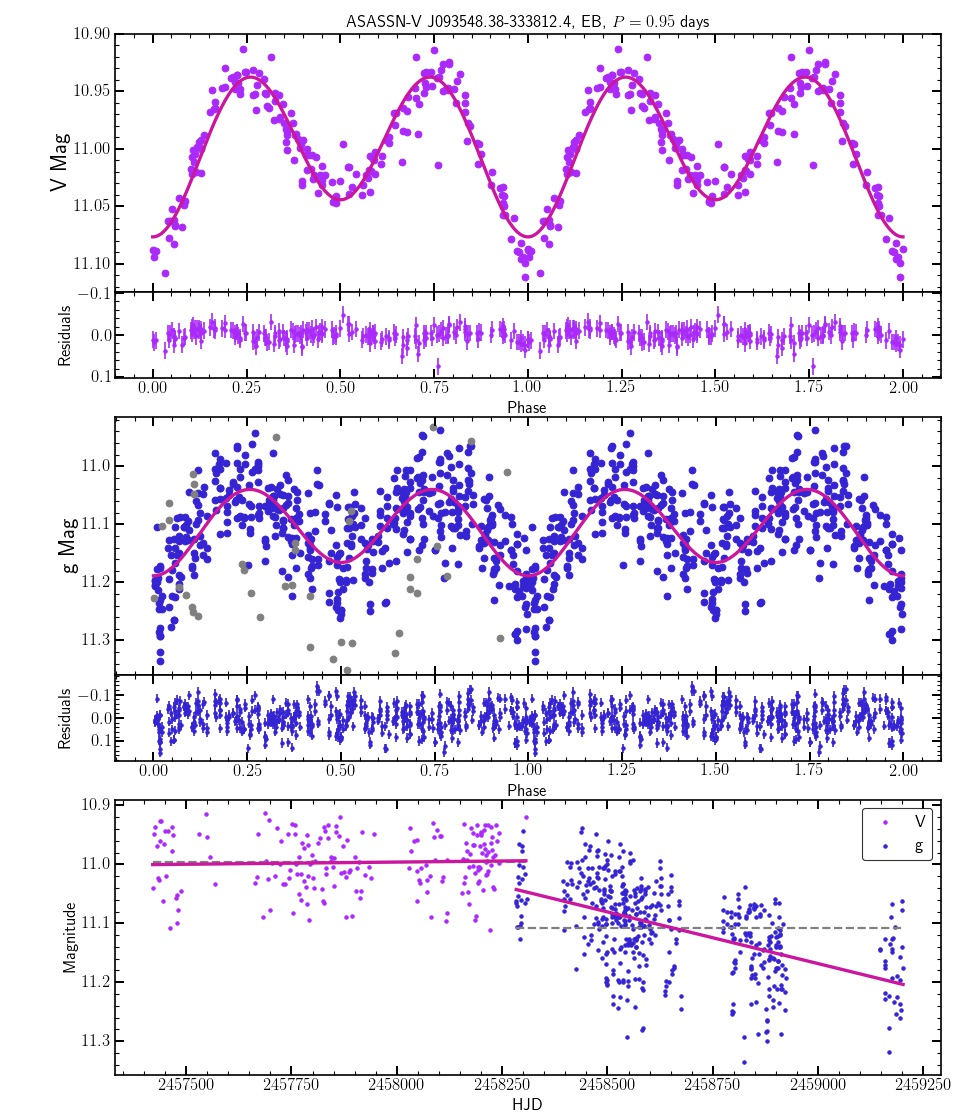 ASASSN-V J093548.38-333812.4, EB, P = 0.95 days
10.90
10.95
11.00
11.05
11.10
V Mag
−0.1
0.0
0.1
Residuals
0.00 0.25 0.50 0.75 1.00 1.25 1.50 1.75 2.00
Phase
11.0
11.1
11.2
11.3
g Mag
−0.1
0.0
0.1
Residuals
0.00 0.25 0.50 0.75 1.00 1.25 1.50 1.75 2.00
Phase
10.9
11.0
11.1
11.2
11.3
Magnitude
V
g
2457500 2457750 2458000 2458250 2458500 2458750 2459000 2459250
HJD